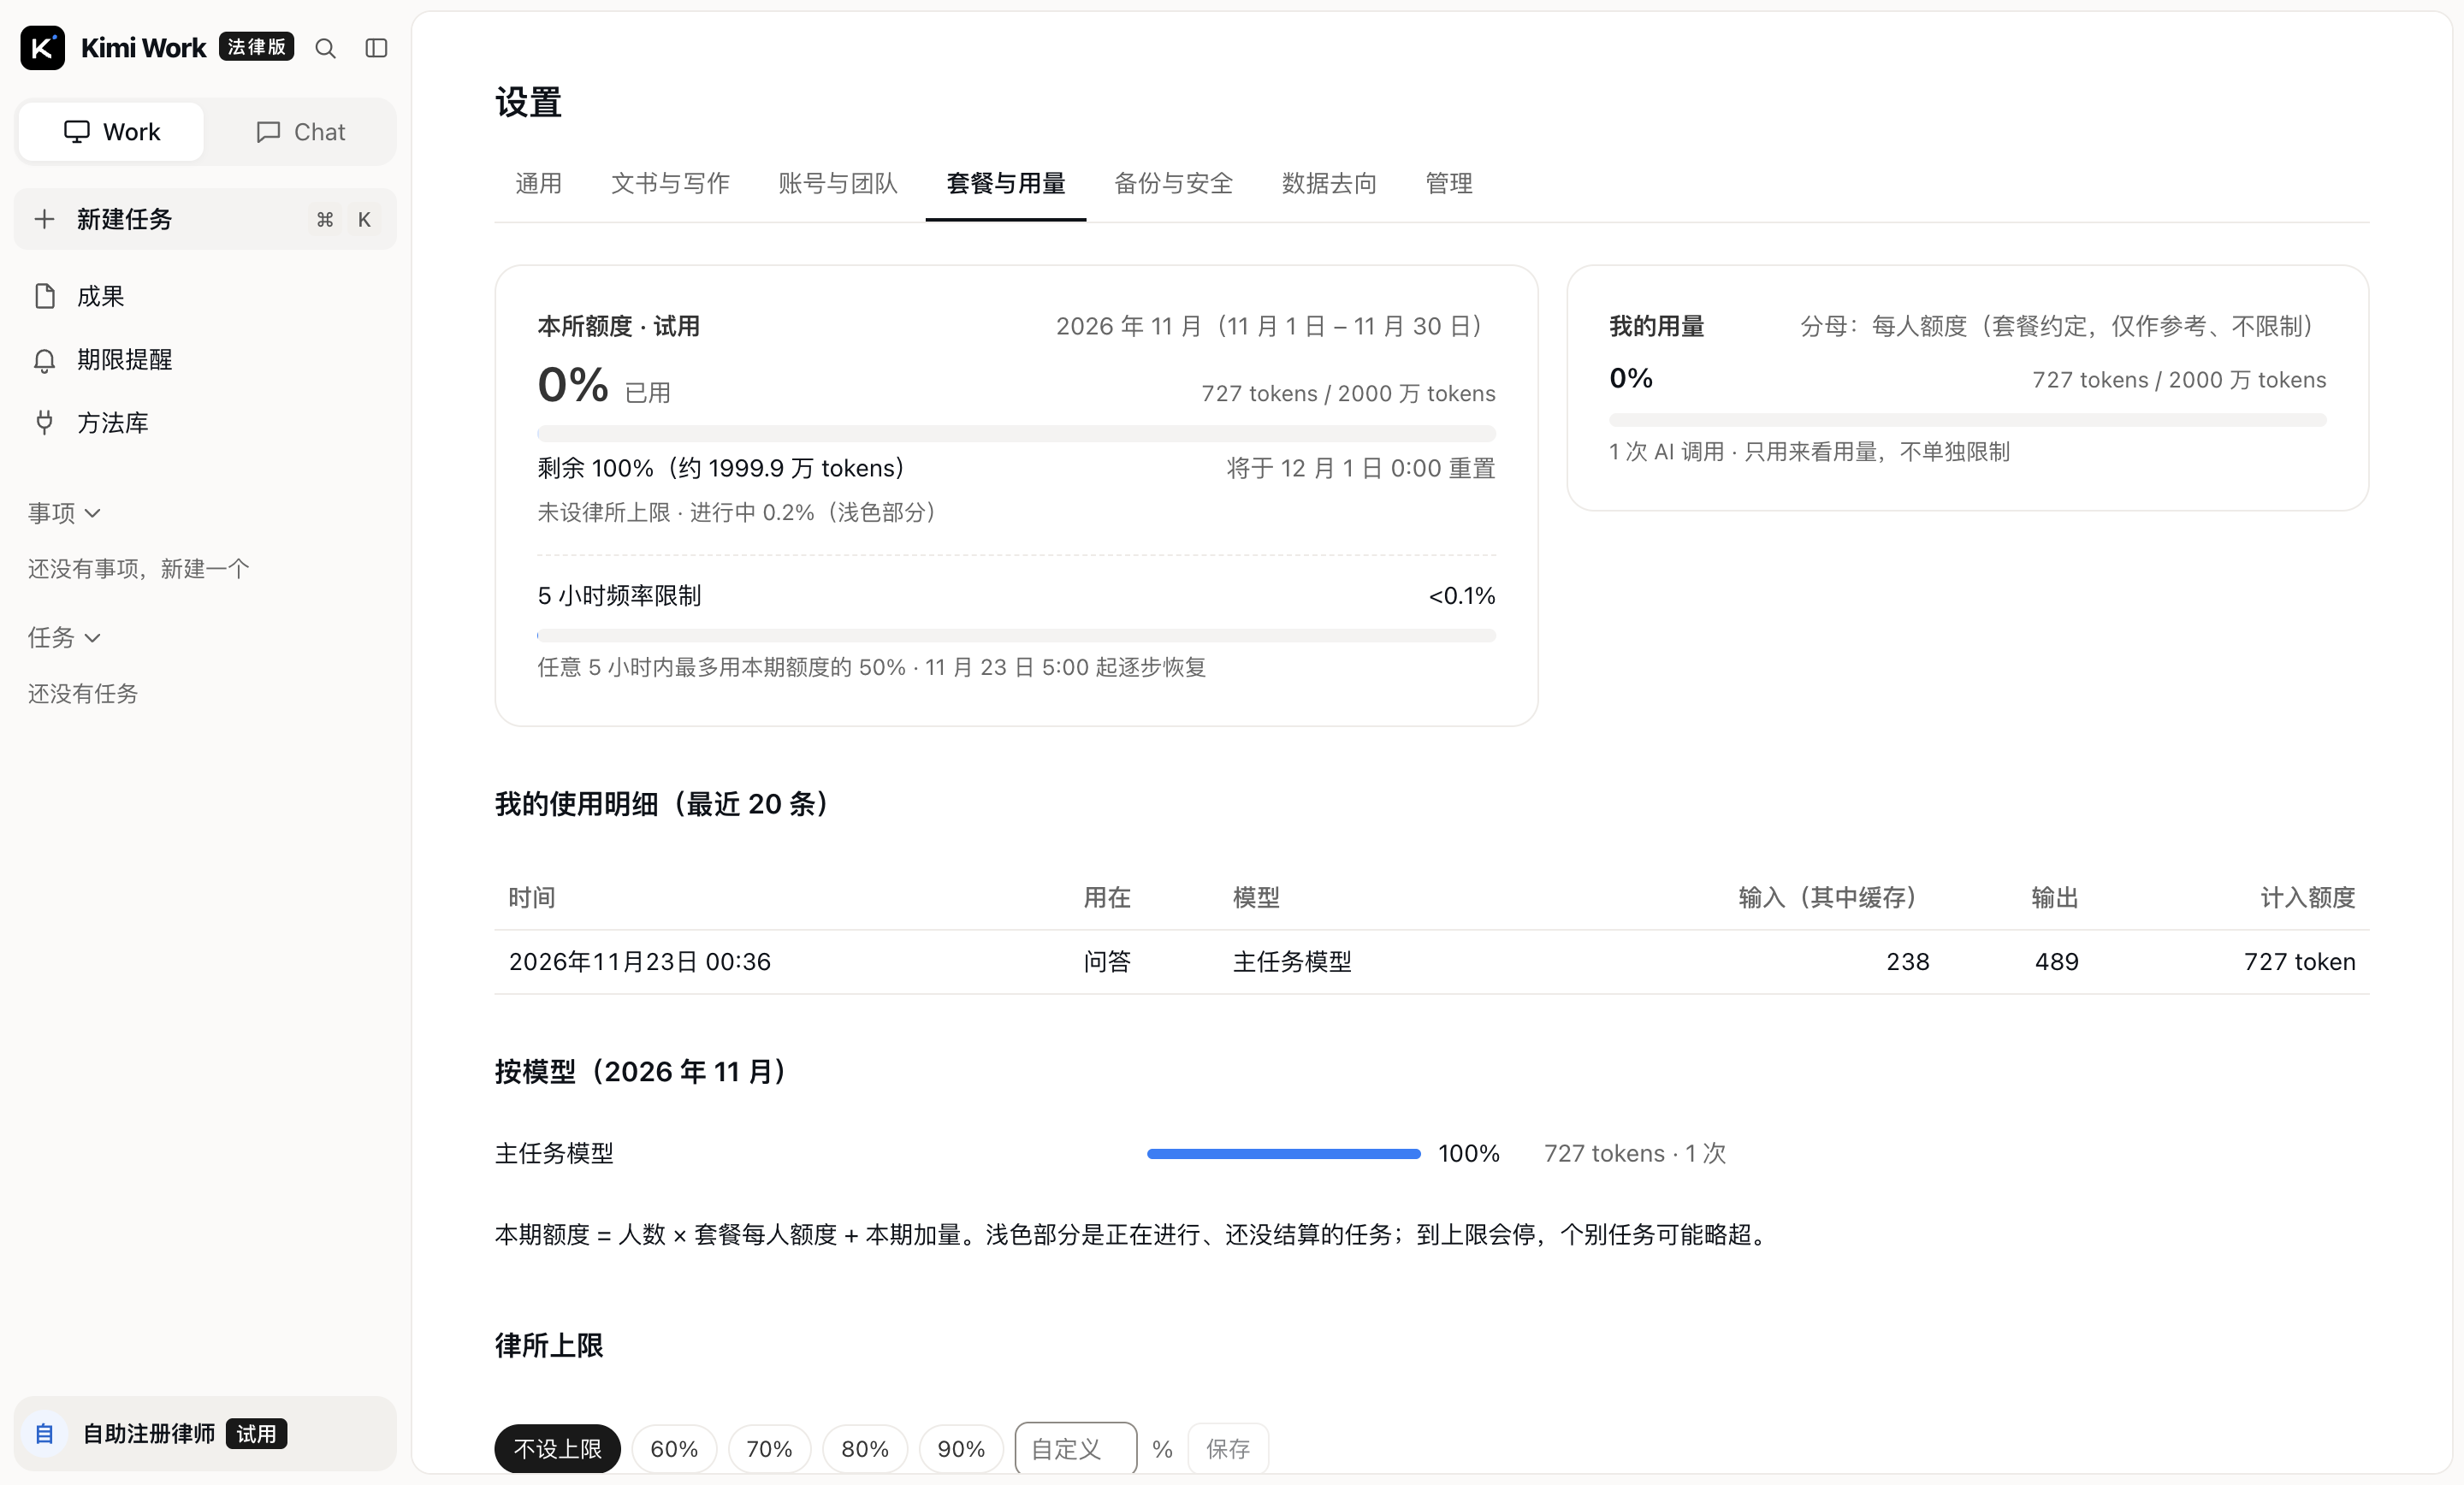 Kimi Work 法律版
Work
Chat
新建任务 ⌘ K
成果
期限提醒
方法库
事项
还没有事项，新建一个
任务
还没有任务
自 自助注册律师 试用
设置
通用 文书与写作 账号与团队 套餐与用量 备份与安全 数据去向 管理
本所额度 · 试用 2026 年 11 月（11 月 1 日 – 11 月 30 日）
0% 已用 727 tokens / 2000 万 tokens
剩余 100%（约 1999.9 万 tokens） 将于 12 月 1 日 0:00 重置
未设律所上限 · 进行中 0.2%（浅色部分）
5 小时频率限制 <0.1%
任意 5 小时内最多用本期额度的 50% · 11 月 23 日 5:00 起逐步恢复
我的用量 分母：每人额度（套餐约定，仅作参考、不限制）
0% 727 tokens / 2000 万 tokens
1 次 AI 调用 · 只用来看用量，不单独限制
我的使用明细（最近 20 条）
时间 用在 模型 输入（其中缓存） 输出 计入额度
2026年11月23日 00:36 问答 主任务模型 238 489 727 token
按模型（2026 年 11 月）
主任务模型 100% 727 tokens · 1 次
本期额度 = 人数 × 套餐每人额度 + 本期加量。浅色部分是正在进行、还没结算的任务；到上限会停，个别任务可能略超。
律所上限
不设上限 60% 70% 80% 90% 自定义 % 保存